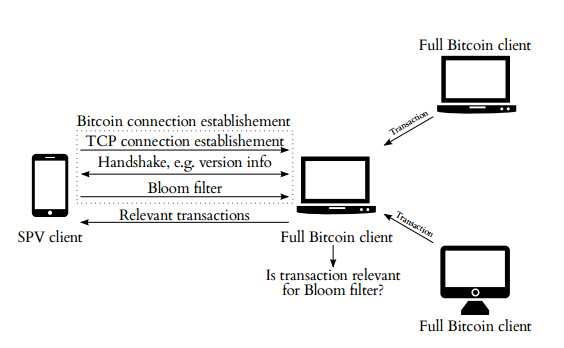 Full Bitcoin client
Transaction
Bitcoin connection establishement
TCP connection establishement
Handshake, e.g. version info
Bloom filter
Relevant transactions
SPV client
Full Bitcoin client
Transaction
Is transaction relevant
for Bloom filter?
Full Bitcoin client